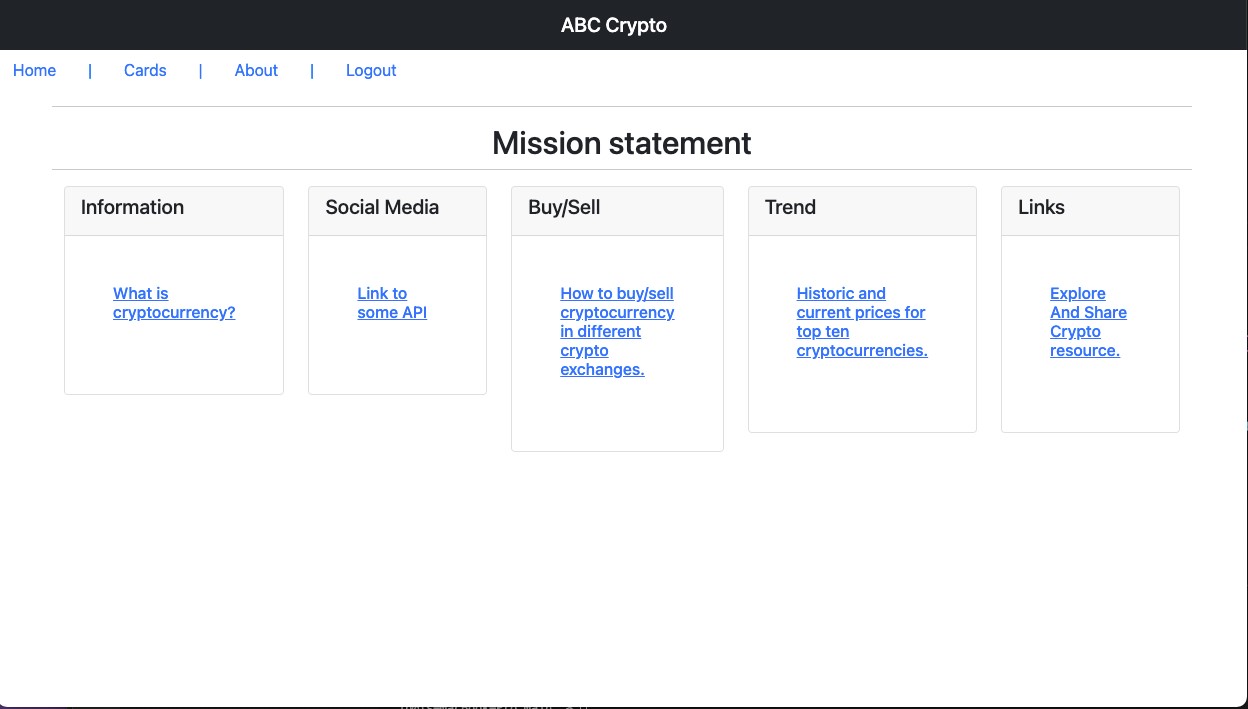 ABC Crypto
Home | Cards | About | Logout
Mission statement
Information
What is
cryptocurrency?
Social Media
Link to
some API
Buy/Sell
How to buy/sell
cryptocurrency
in different
crypto
exchanges.
Trend
Historic and
current prices for
top ten
cryptocurrencies.
Links
Explore
And Share
Crypto
resource.